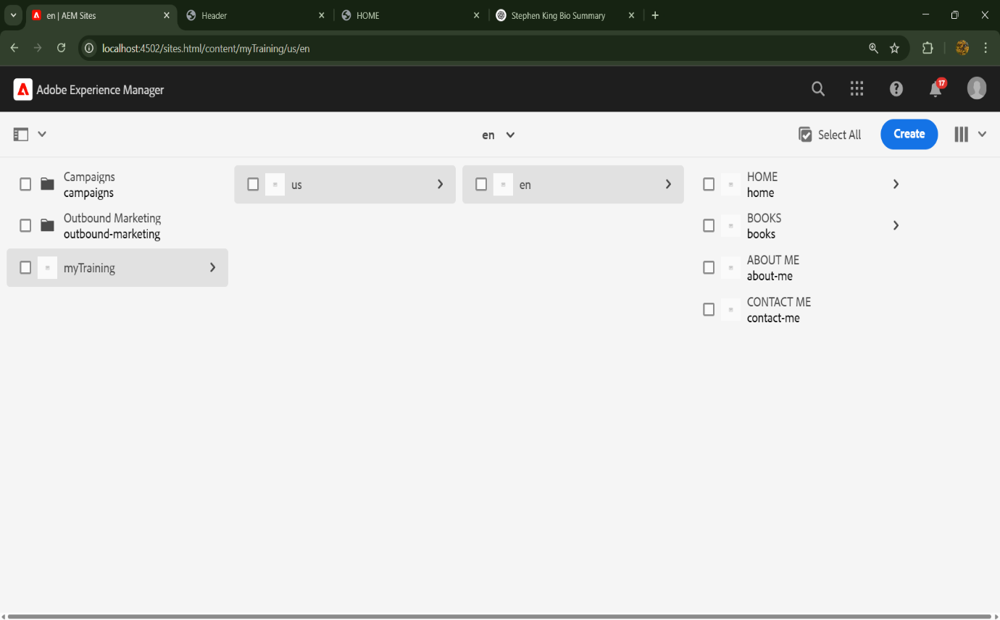 en | AEM Sites
Header
HOME
Stephen King Bio Summary
localhost:4502/sites.html/content/myTraining/us/en
Adobe Experience Manager
17
en
Select All
Create
Campaigns
campaigns
Outbound Marketing
outbound-marketing
myTraining
us
en
HOME
home
BOOKS
books
ABOUT ME
about-me
CONTACT ME
contact-me